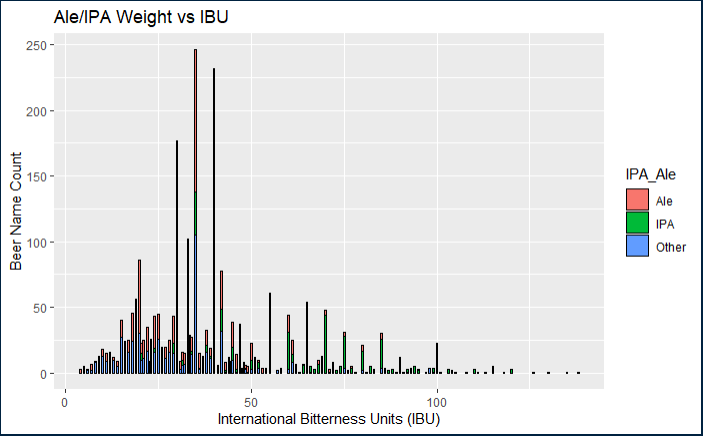 Ale/IPA Weight vs IBU
250
200
150
100
50
0
Beer Name Count
0
50
100
International Bitterness Units (IBU)
IPA_Ale
Ale
IPA
Other